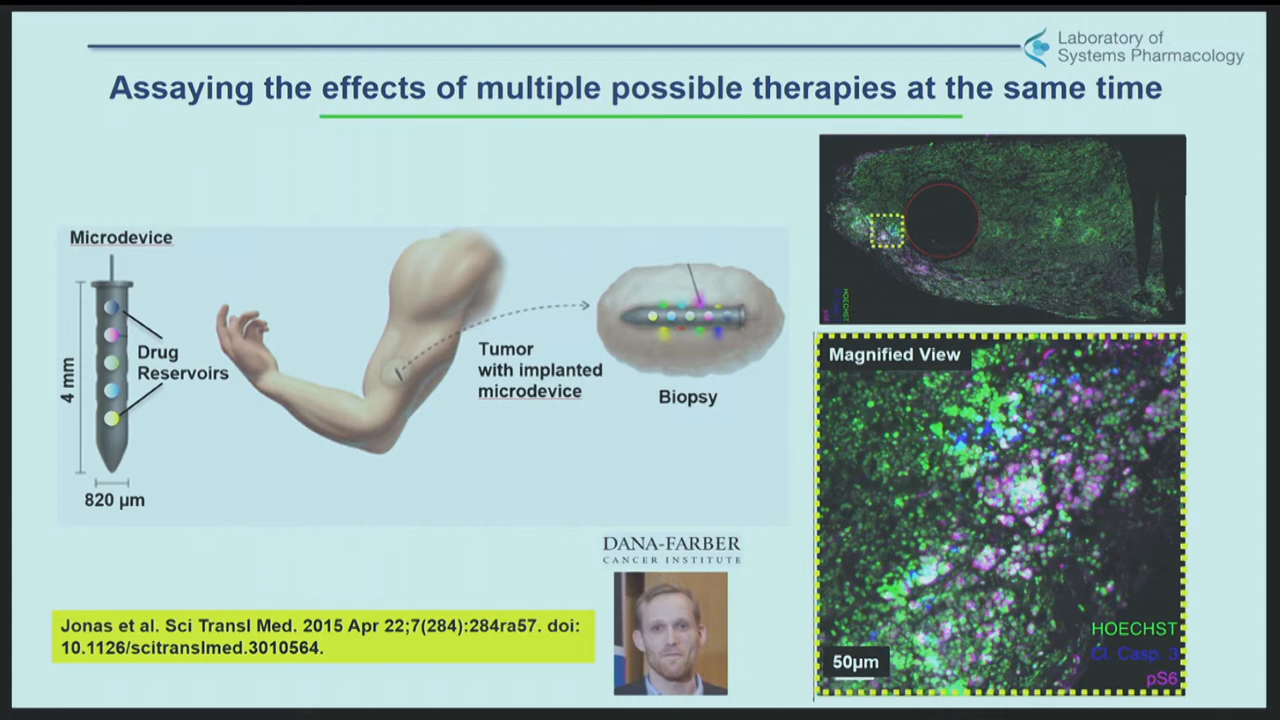 Laboratory of
Systems Pharmacology
Assaying the effects of multiple possible therapies at the same time
Microdevice
Drug
Reservoirs
4 mm
820 µm
Tumor
with implanted
microdevice
Biopsy
HOECHST
pS6
Magnified View
HOECHST
Cl. Casp. 3
pS6
50µm
DANA-FARBER
CANCER INSTITUTE
Jonas et al. Sci Transl Med. 2015 Apr 22;7(284):284ra57. doi:
10.1126/scitranslmed.3010564.